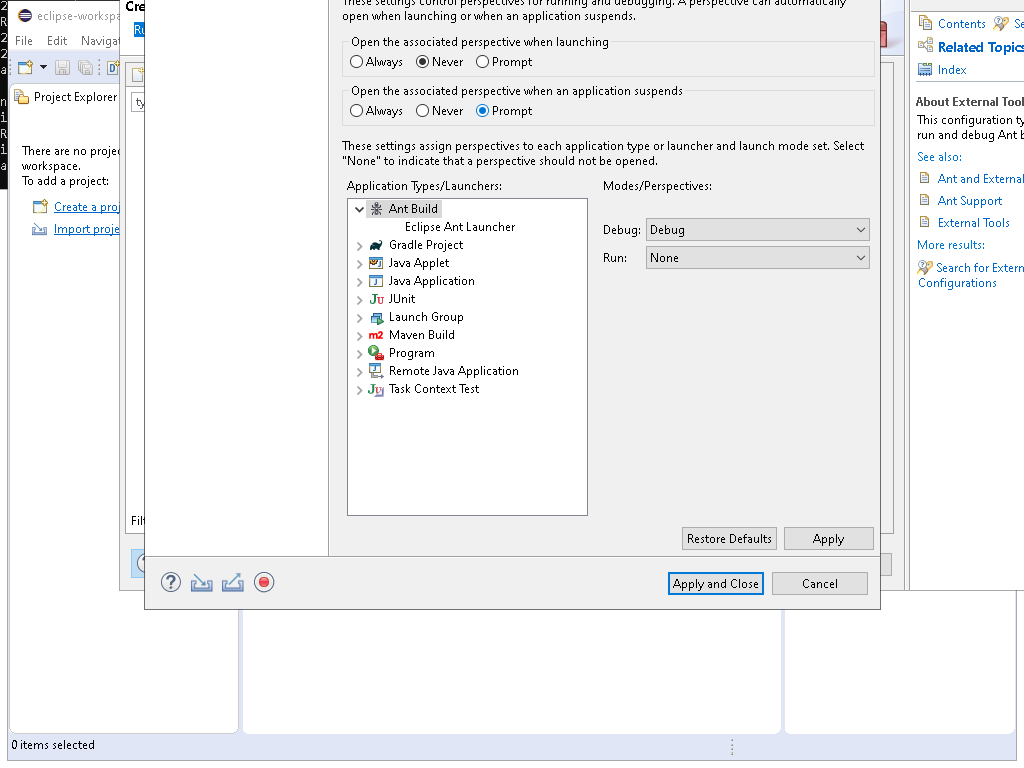 eclipse-workspa
Cre
File Edit Navigat
Ru
Project Explorer
ty
There are no projec
workspace.
To add a project:
Create a proj
Import proje
Filt
These settings control perspectives for running and debugging. A perspective can automatically
open when launching or when an application suspends.
Open the associated perspective when launching
Always Never Prompt
Open the associated perspective when an application suspends
Always Never Prompt
These settings assign perspectives to each application type or launcher and launch mode set. Select
"None" to indicate that a perspective should not be opened.
Application Types/Launchers:
Modes/Perspectives:
Ant Build
Eclipse Ant Launcher
Gradle Project
Java Applet
Java Application
JUnit
Launch Group
Maven Build
Program
Remote Java Application
Task Context Test
Debug: Debug
Run: None
Restore Defaults Apply
Apply and Close Cancel
Contents Se
Related Topics
Index
About External Tool
This configuration ty
run and debug Ant b
See also:
Ant and External
Ant Support
External Tools
More results:
Search for Extern
Configurations
0 items selected